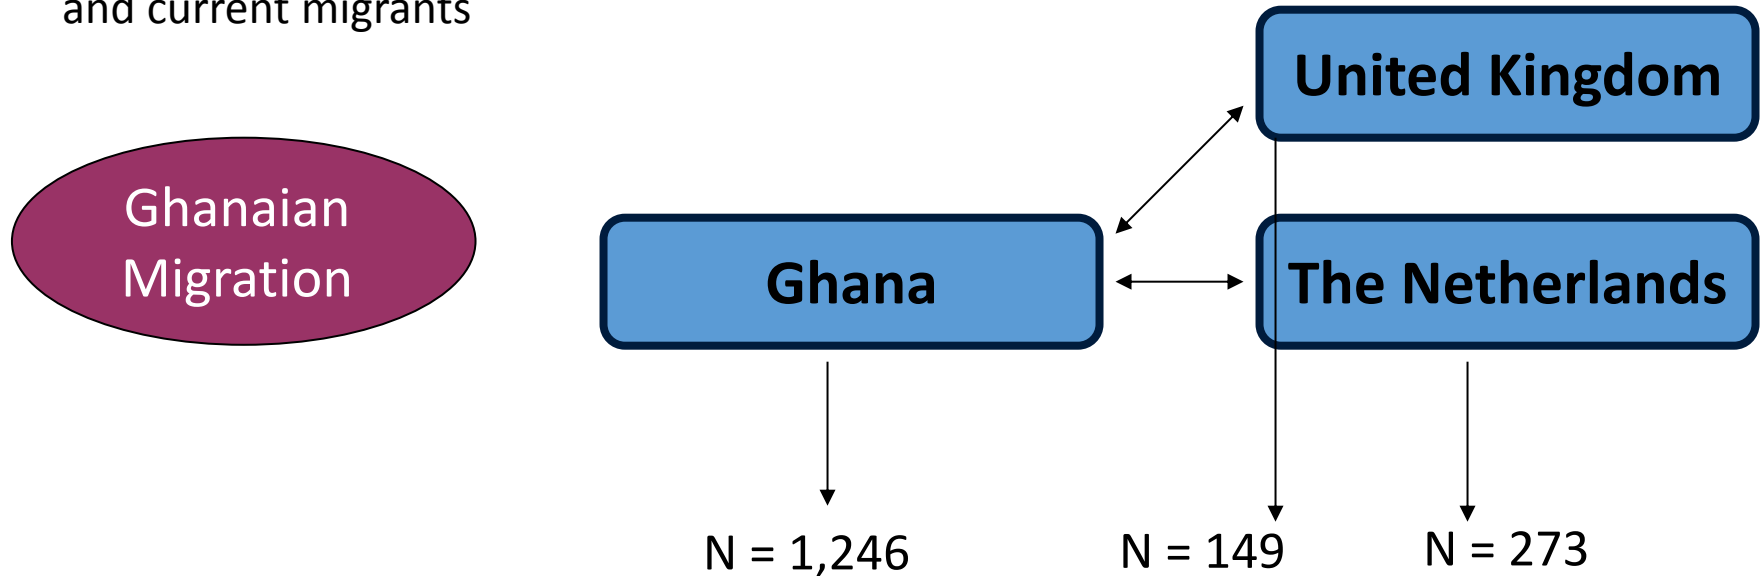 and current migrants
United Kingdom
Ghanaian
Migration
Ghana
The Netherlands
N = 1,246
N = 149
N = 273